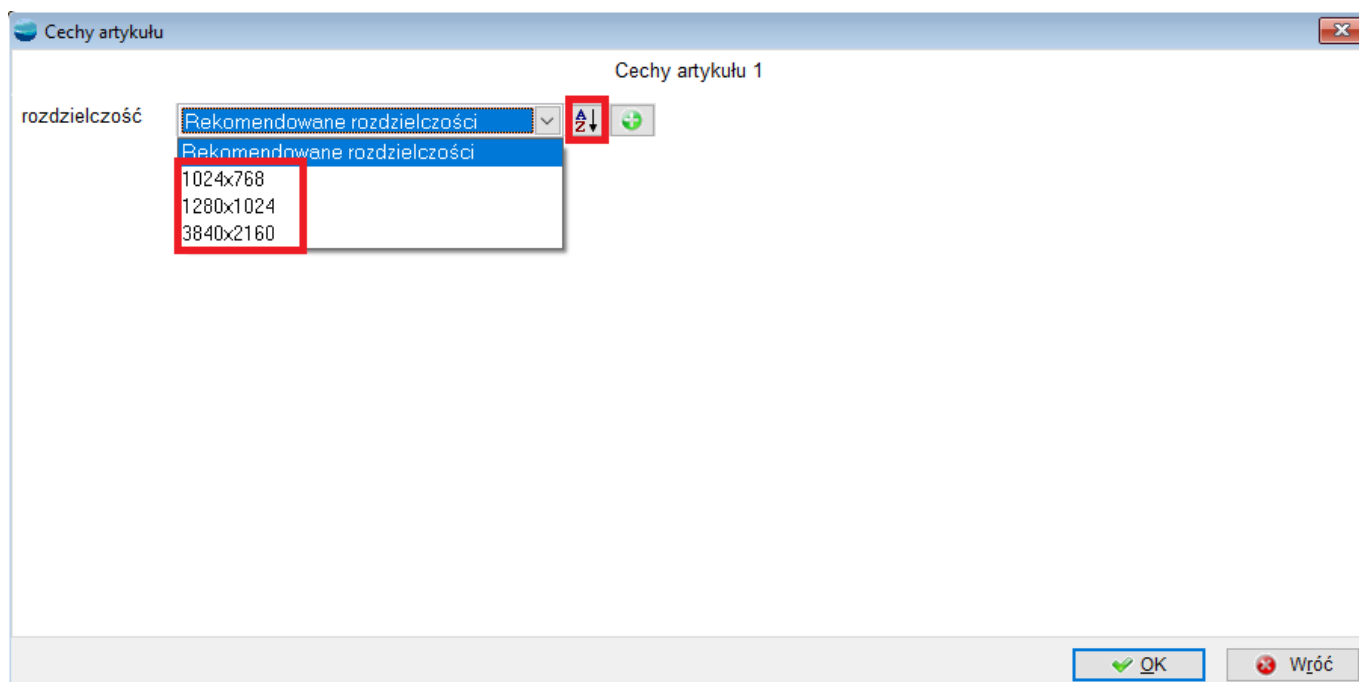 Cechy artykułu
Cechy artykułu 1
rozdzielczość
Rekomendowane rozdzielczości
A
Z
Rekomendowane rozdzielczości
1024x768
1280x1024
3840x2160
OK
Wróć